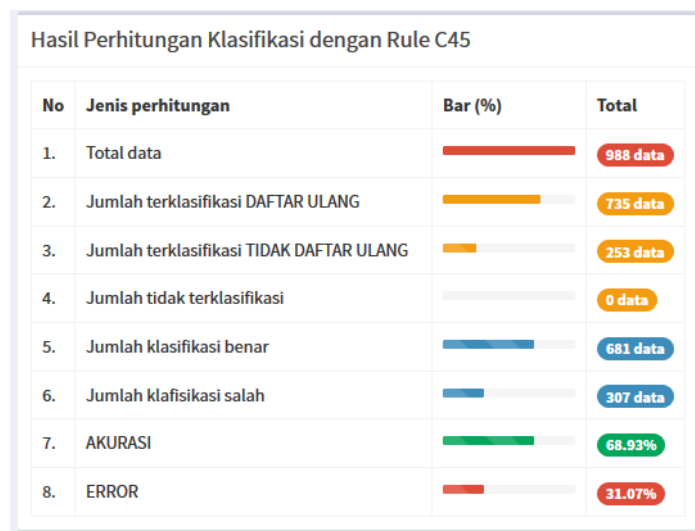 Hasil Perhitungan Klasifikasi dengan Rule C45
No Jenis perhitungan Bar (%) Total
1. Total data 988 data
2. Jumlah terklasifikasi DAFTAR ULANG 735 data
3. Jumlah terklasifikasi TIDAK DAFTAR ULANG 253 data
4. Jumlah tidak terklasifikasi 0 data
5. Jumlah klasifikasi benar 681 data
6. Jumlah klafisikasi salah 307 data
7. AKURASI 68.93%
8. ERROR 31.07%